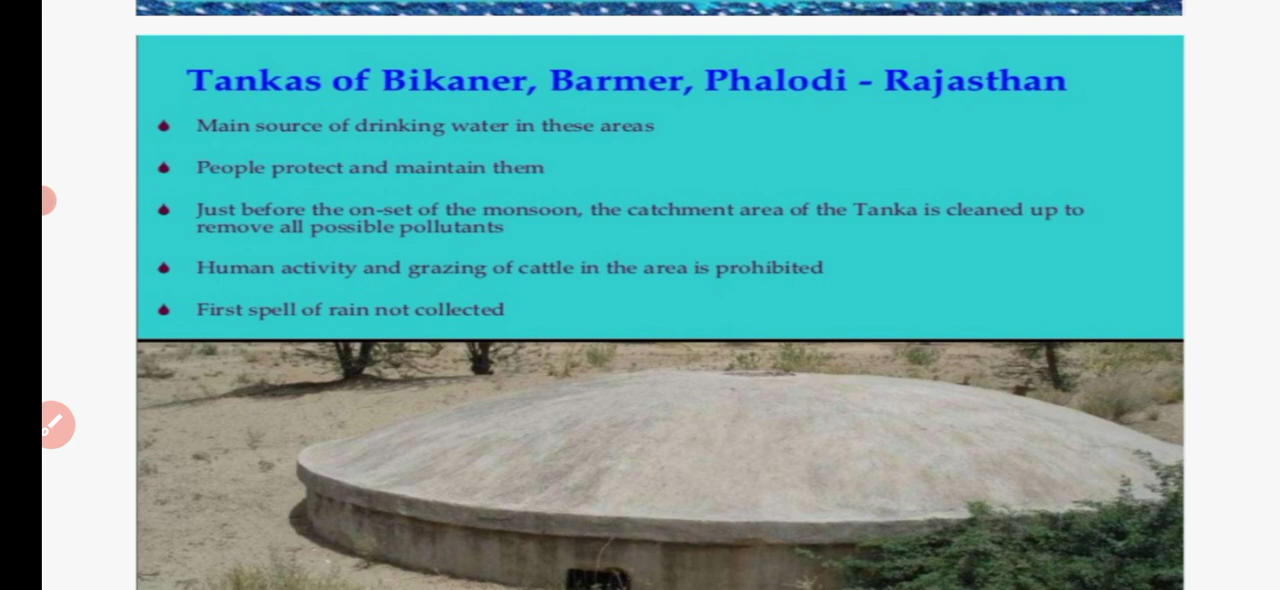 Tankas of Bikaner, Barmer, Phalodi - Rajasthan
Main source of drinking water in these areas
People protect and maintain them
Just before the on-set of the monsoon, the catchment area of the Tanka is cleaned up to
remove all possible pollutants
Human activity and grazing of cattle in the area is prohibited
First spell of rain not collected